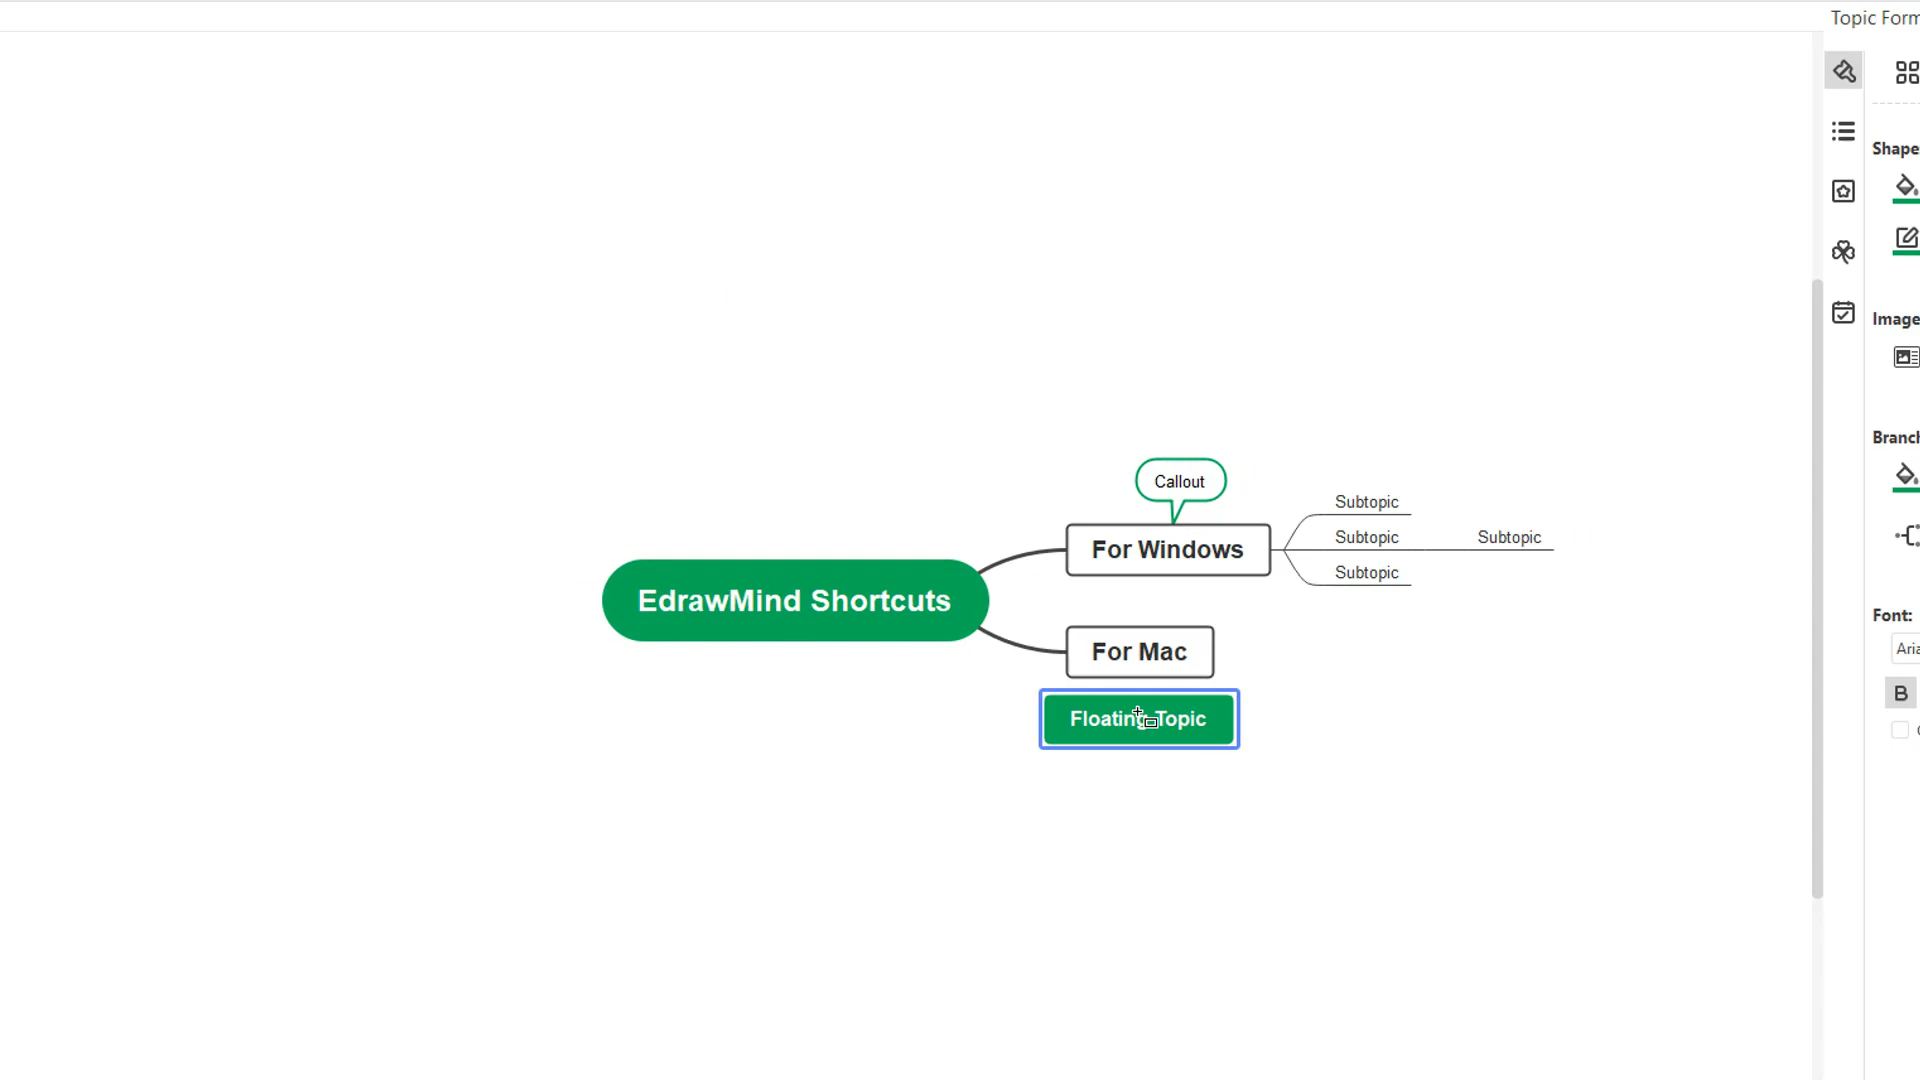 Topic Form
Shape
Image
Branch
Font:
Aria
B
Callout
Subtopic
For Windows
Subtopic
Subtopic
Subtopic
EdrawMind Shortcuts
For Mac
Floating Topic